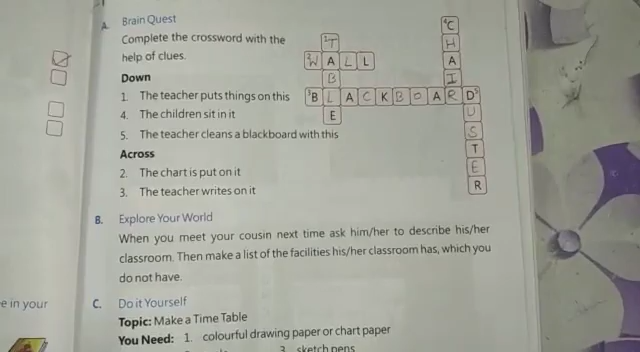 A. Brain Quest
Complete the crossword with the
help of clues.
Down
1. The teacher puts things on this
4. The children sit in it
5. The teacher cleans a blackboard with this
Across
2. The chart is put on it
3. The teacher writes on it
4C
1T H
2W A L L A
B I
3B L A C K B O A R D5
E U
S
T
E
R
B. Explore Your World
When you meet your cousin next time ask him/her to describe his/her
classroom. Then make a list of the facilities his/her classroom has, which you
do not have.
e in your
C. Do it Yourself
Topic: Make a Time Table
You Need: 1. colourful drawing paper or chart paper
3. sketch pens